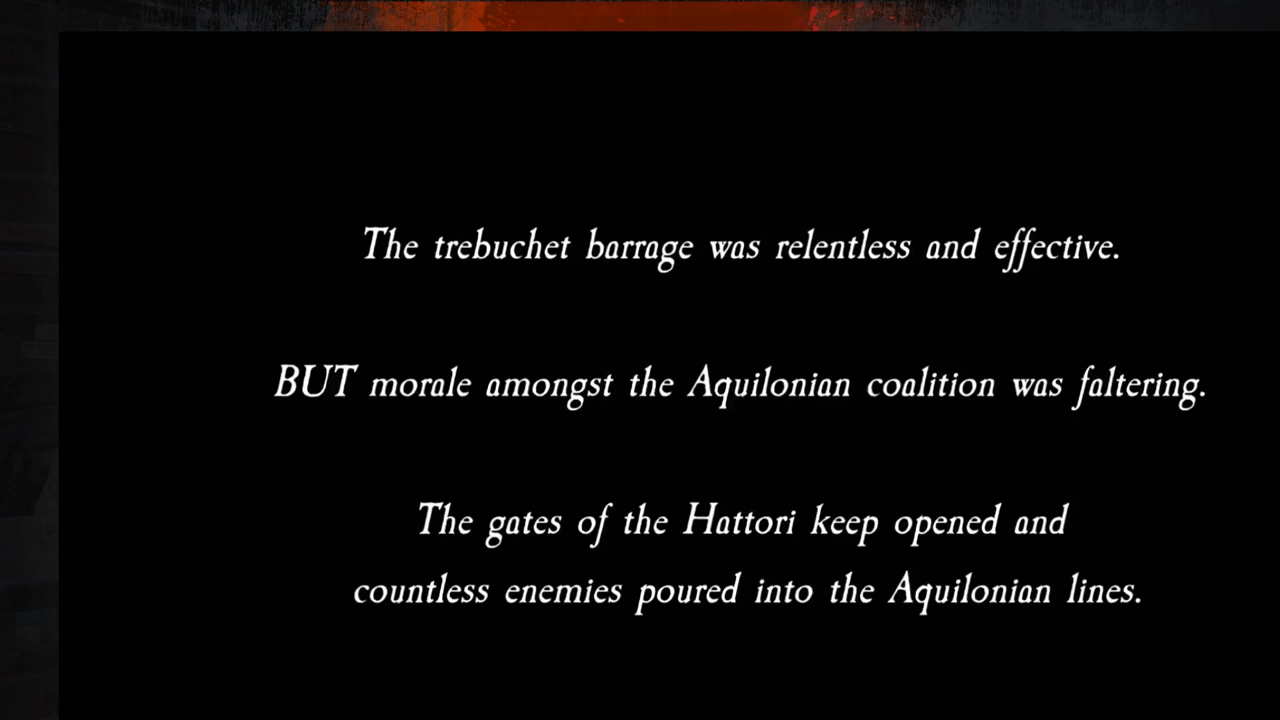 The trebuchet barrage was relentless and effective.
BUT morale amongst the Aquilonian coalition was faltering.
The gates of the Hattori keep opened and
countless enemies poured into the Aquilonian lines.